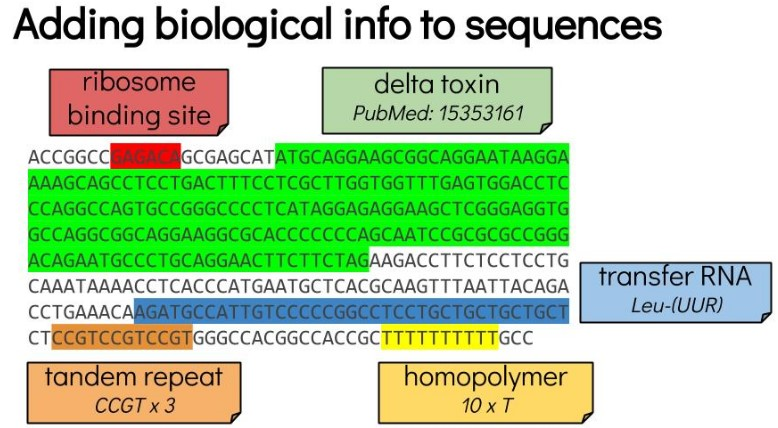 Adding biological info to sequences
ribosome
binding site
delta toxin
PubMed: 15353161
ACCGGCCGAGACAGCGAGCATATGCAGGAAGCGGCAGGAATAAGGA
AAAGCAGCCTCCTGACTTTCCTCGCTTGGTGGTTTGAGTGGACCTC
CCAGGCCAGTGCCGGGCCCCTCATAGGAGAGGAAGCTCGGGAGGTG
GCCAGGCGGCAGGAAGGCGCACCCCCCCAGCAATCCGCGCGCCGGG
ACAGAATGCCCTGCAGGAACTTCTTCTAGAAGACCTTCTCCTCCTG
CAAATAAAACCTCACCCATGAATGCTCACGCAAGTTTAATTACAGA
CCTGAAACAAGATGCCATTGTCCCCCGGCCTCCTGCTGCTGCTGCT
CTCCGTCCGTCCGTGGGCCACGGCCACCGCTTTTTTTTTTGCC
transfer RNA
Leu-(UUR)
tandem repeat
CCGT x 3
homopolymer
10 x T